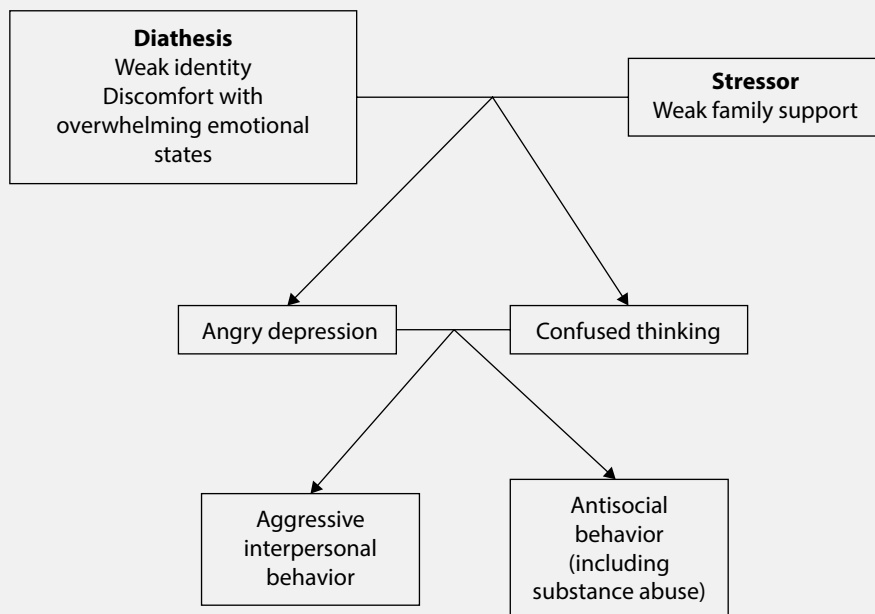 Diathesis
Weak identity
Discomfort with
overwhelming emotional
states
Stressor
Weak family support
Angry depression
Confused thinking
Aggressive
interpersonal
behavior
Antisocial
behavior
(including
substance abuse)